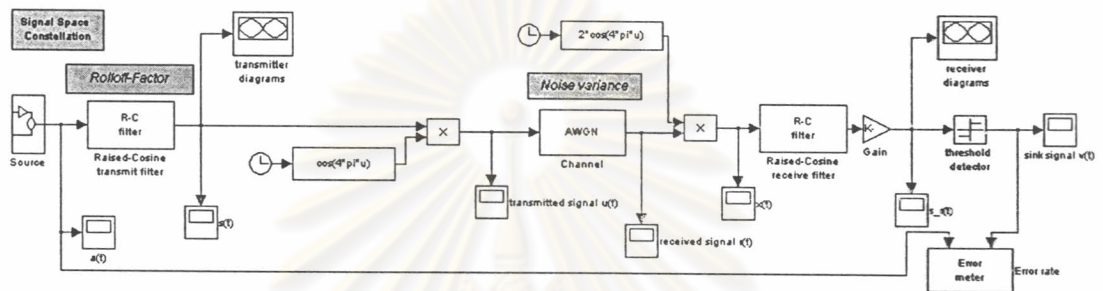 Signal Space
Constellation
transmitter
diagrams
Rolloff-Factor
Source
R-C
filter
Raised-Cosine
transmit filter
a(t)
s(t)
cos(4*pi*u)
×
transmitted signal u(t)
2*cos(4*pi*u)
Noise variance
AWGN
Channel
received signal r(t)
×
x(t)
R-C
filter
Raised-Cosine
receive filter
K
Gain
receiver
diagrams
s_s(t)
threshold
detector
sink signal v(t)
Error
meter
Error rate